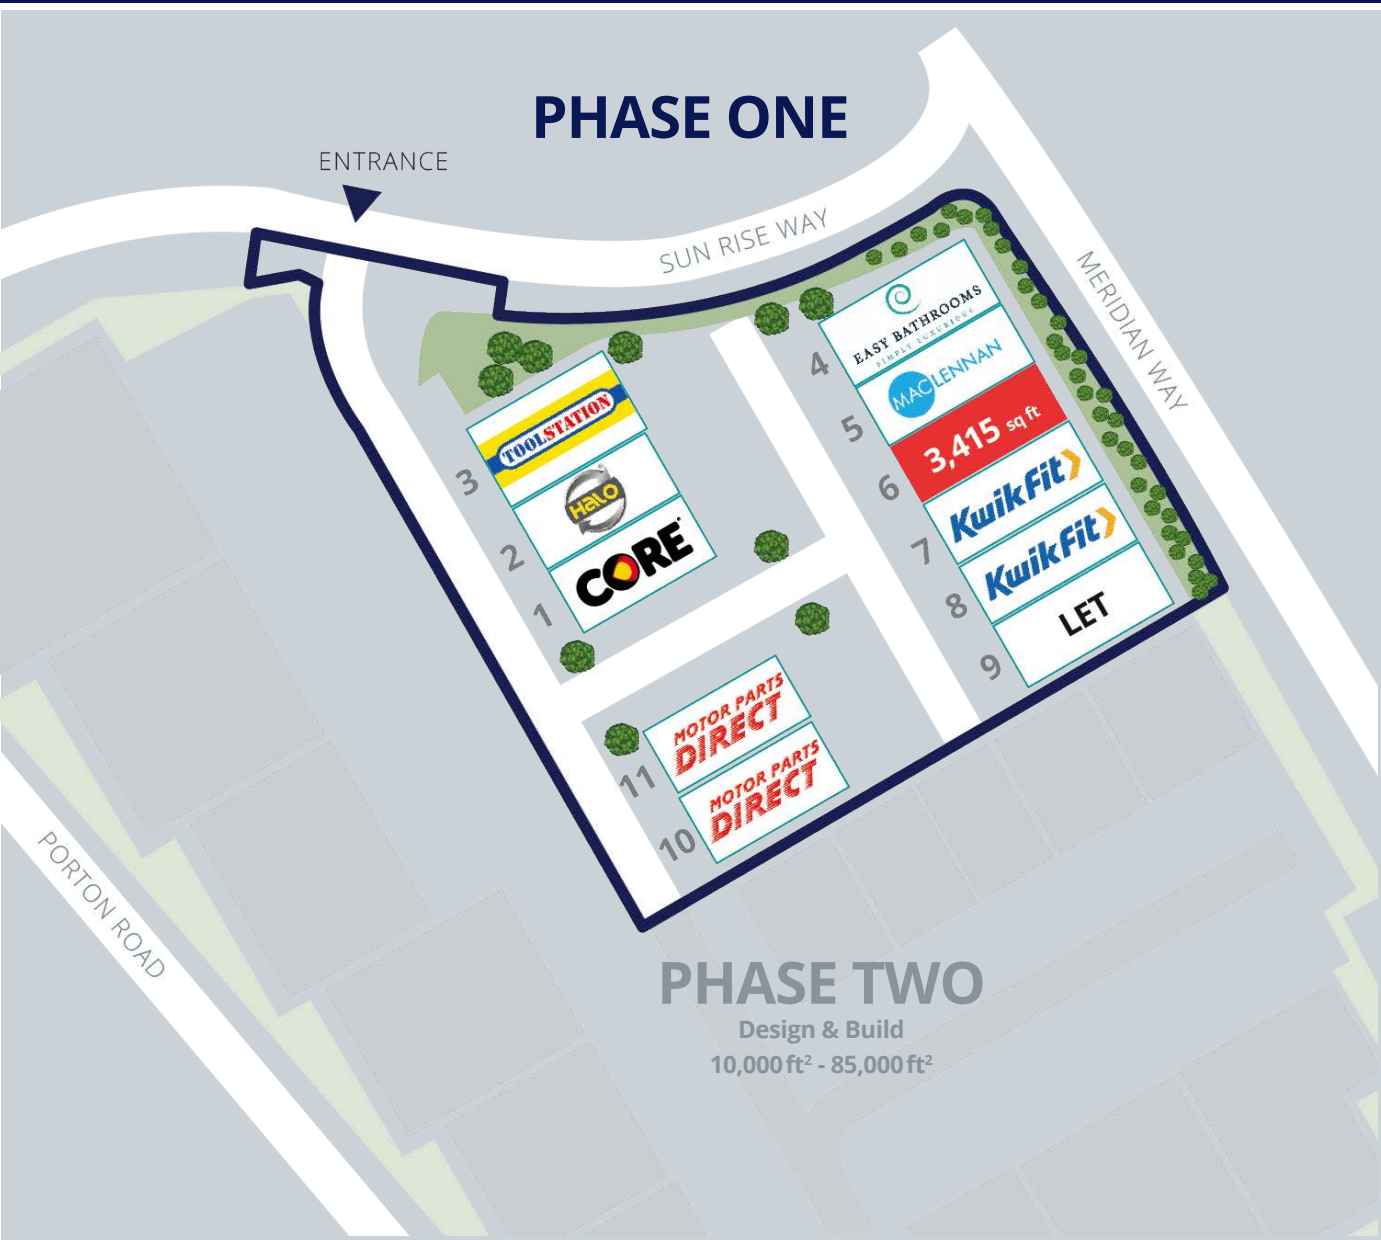 PHASE ONE
ENTRANCE
SUN RISE WAY
MERIDIAN WAY
EASY BATHROOMS
SIMPLY LUXURIOUS
4
MACLENNAN
5
3,415 sq ft
6
KwikFit
7
KwikFit
8
LET
9
TOOLSTATION
3
HALO
2
CORE
1
MOTOR PARTS
DIRECT
11
MOTOR PARTS
DIRECT
10
PORTON ROAD
PHASE TWO
Design & Build
10,000 ft² - 85,000 ft²